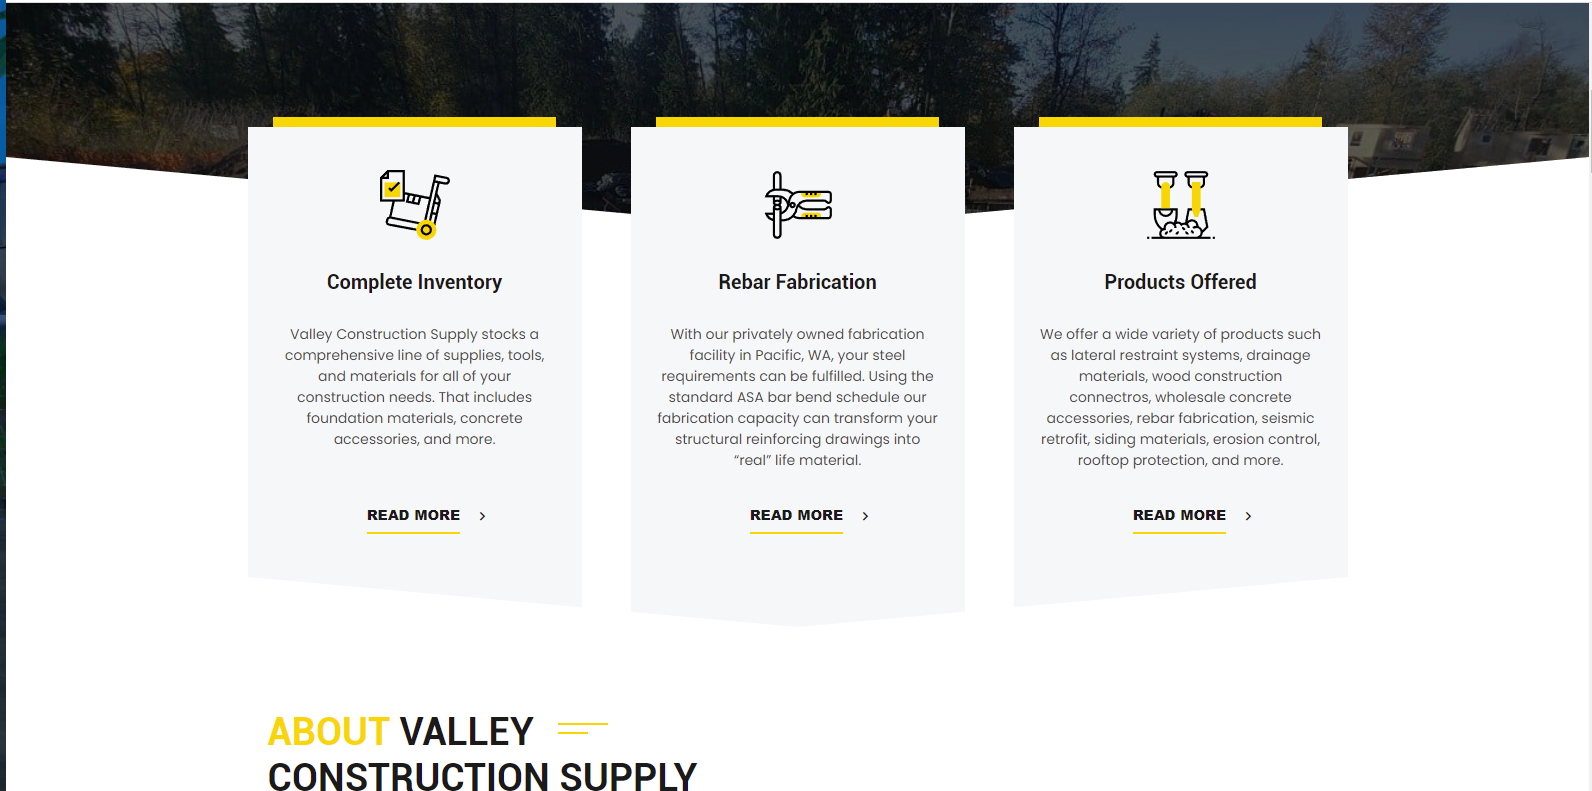 Complete Inventory
Valley Construction Supply stocks a
comprehensive line of supplies, tools,
and materials for all of your
construction needs. That includes
foundation materials, concrete
accessories, and more.
READ MORE
Rebar Fabrication
With our privately owned fabrication
facility in Pacific, WA, your steel
requirements can be fulfilled. Using the
standard ASA bar bend schedule our
fabrication capacity can transform your
structural reinforcing drawings into
“real” life material.
READ MORE
Products Offered
We offer a wide variety of products such
as lateral restraint systems, drainage
materials, wood construction
connectros, wholesale concrete
accessories, rebar fabrication, seismic
retrofit, siding materials, erosion control,
rooftop protection, and more.
READ MORE
ABOUT VALLEY
CONSTRUCTION SUPPLY